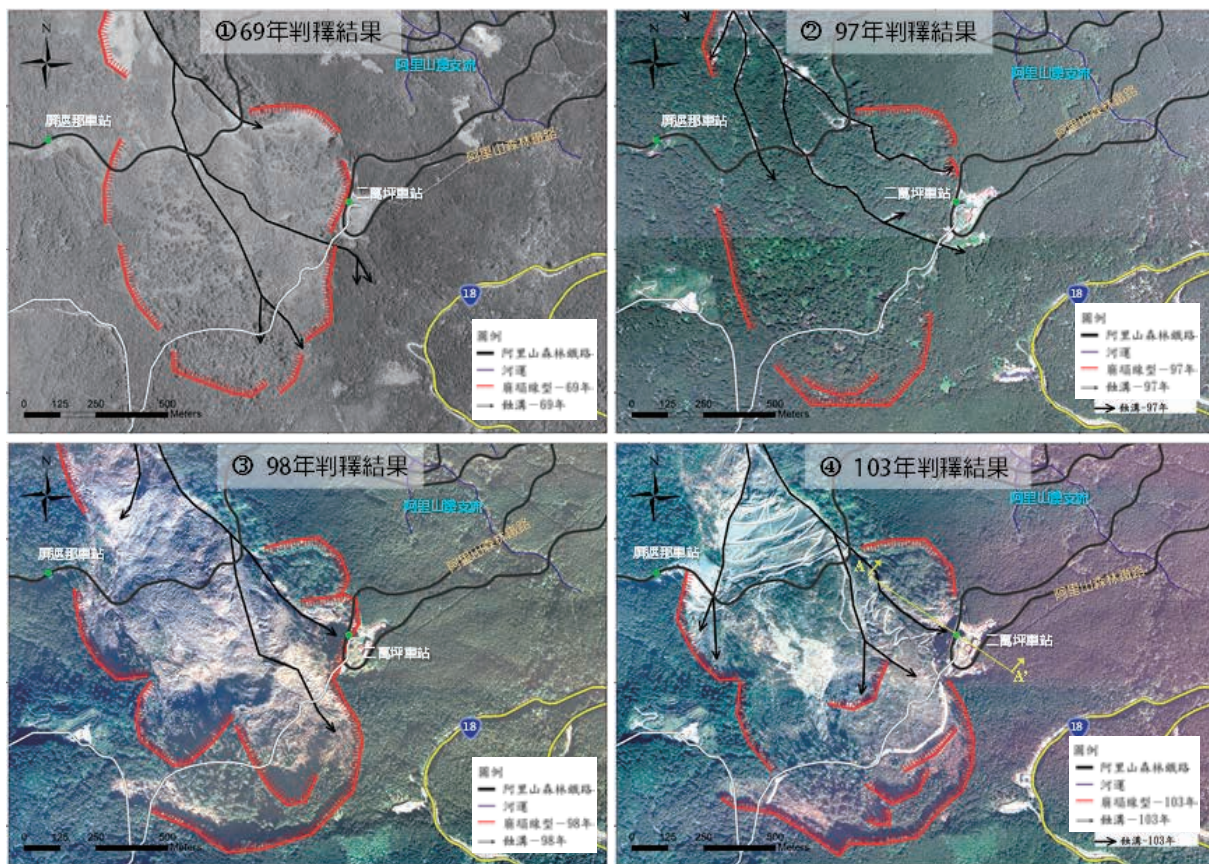 ①69年判釋結果
N
阿里山農支流
屏遮那車站
阿里山森林鐵路
二萬坪車站
18
圖例
阿里山森林鐵路
河運
崩塌線型－69年
蝕溝－69年
0 125 250 500
Meters
② 97年判釋結果
N
阿里山農支流
屏遮那車站
阿里山森林鐵路
二萬坪車站
18
圖例
阿里山森林鐵路
河運
崩塌線型－97年
蝕溝－97年
蝕溝-97年
0 125 250 500
Meters
③ 98年判釋結果
N
阿里山農支流
屏遮那車站
阿里山森林鐵路
二萬坪車站
18
圖例
阿里山森林鐵路
河運
崩塌線型－98年
蝕溝－98年
0 125 250 500
Meters
④ 103年判釋結果
N
阿里山農支流
屏遮那車站
A
阿里山森林鐵路
二萬坪車站
A'
18
圖例
阿里山森林鐵路
河運
崩塌線型－103年
蝕溝－103年
蝕溝-103年
0 125 250 500
Meters